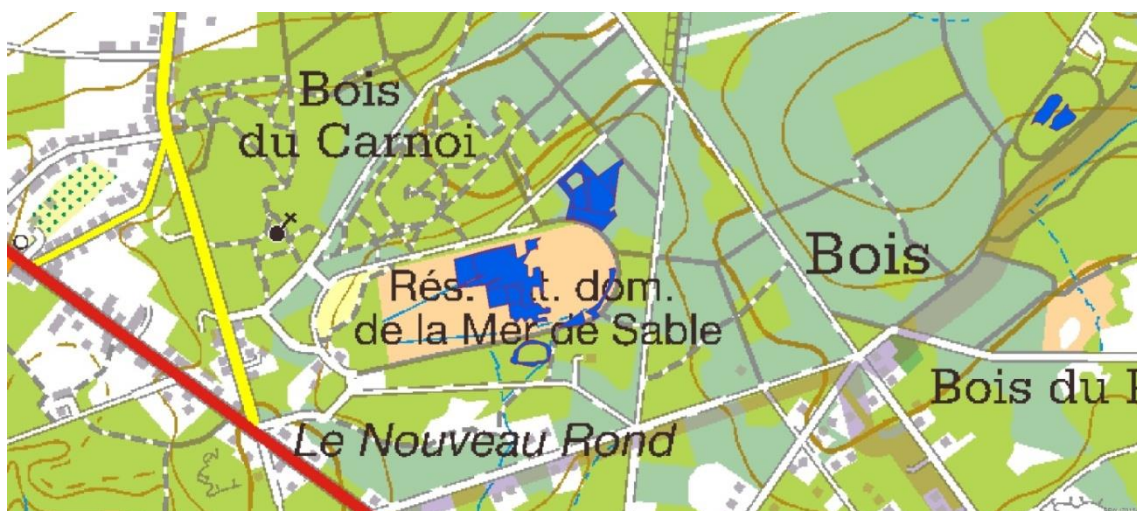 Bois
du Carnoi
Bois
Rés. t. dom.
de la Mer de Sable
Bois du
Le Nouveau Rond